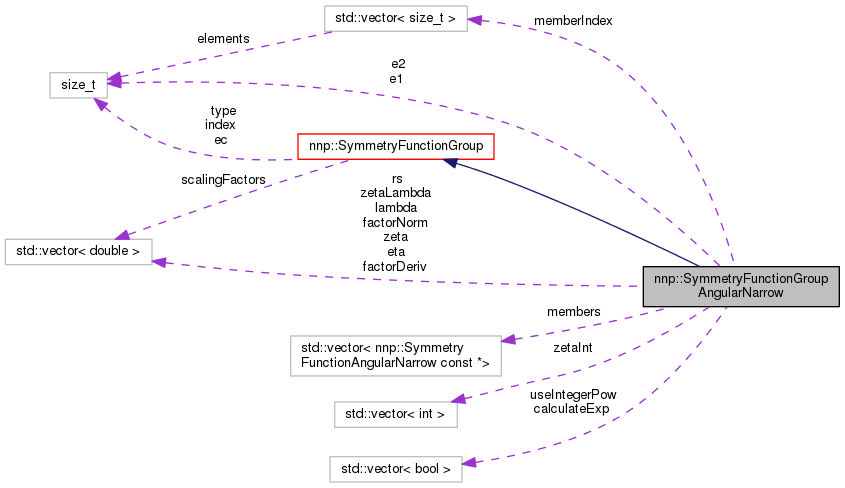 std::vector< size_t >
memberIndex
elements
e2
e1
size_t
type
index
ec
nnp::SymmetryFunctionGroup
scalingFactors
rs
zetaLambda
lambda
factorNorm
zeta
eta
factorDeriv
std::vector< double >
nnp::SymmetryFunctionGroup
AngularNarrow
members
std::vector< nnp::Symmetry
FunctionAngularNarrow const *>
zetaInt
std::vector< int >
useIntegerPow
calculateExp
std::vector< bool >